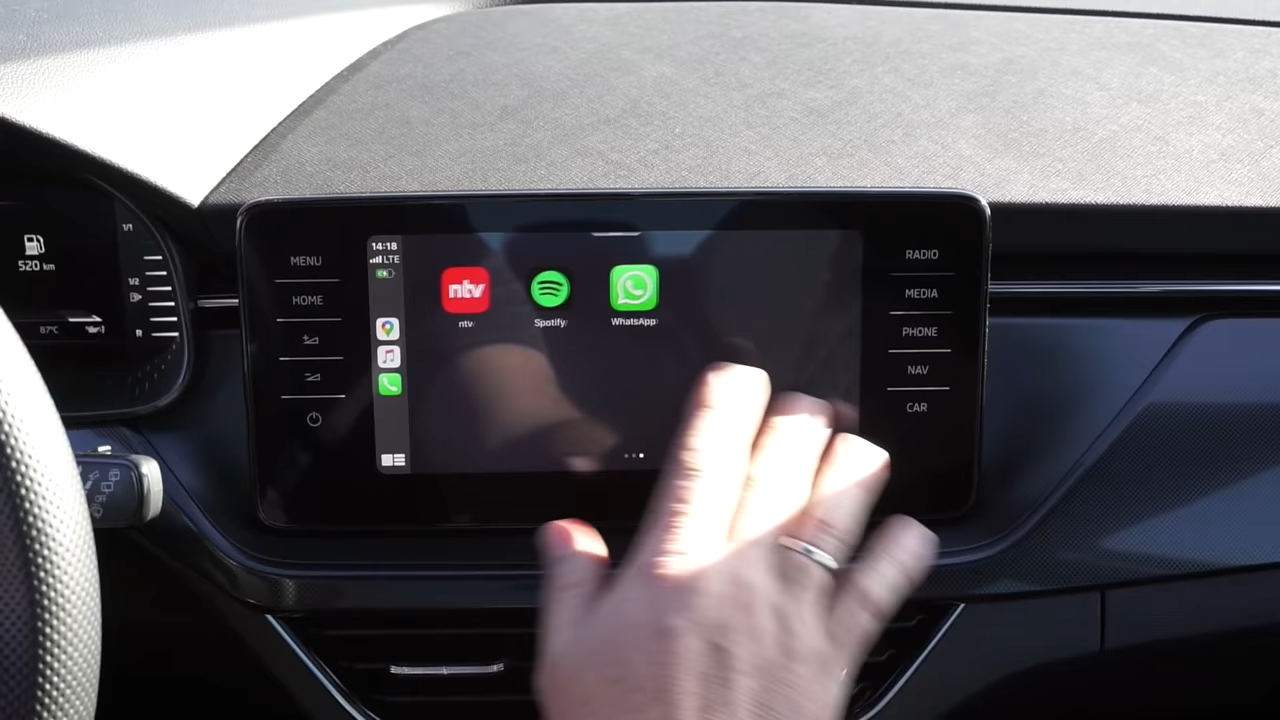 1/1
520 km
1/2
87°C
R
MENU
HOME
14:18
LTE
ntv
ntv
Spotify
WhatsApp
RADIO
MEDIA
PHONE
NAV
CAR
OFF